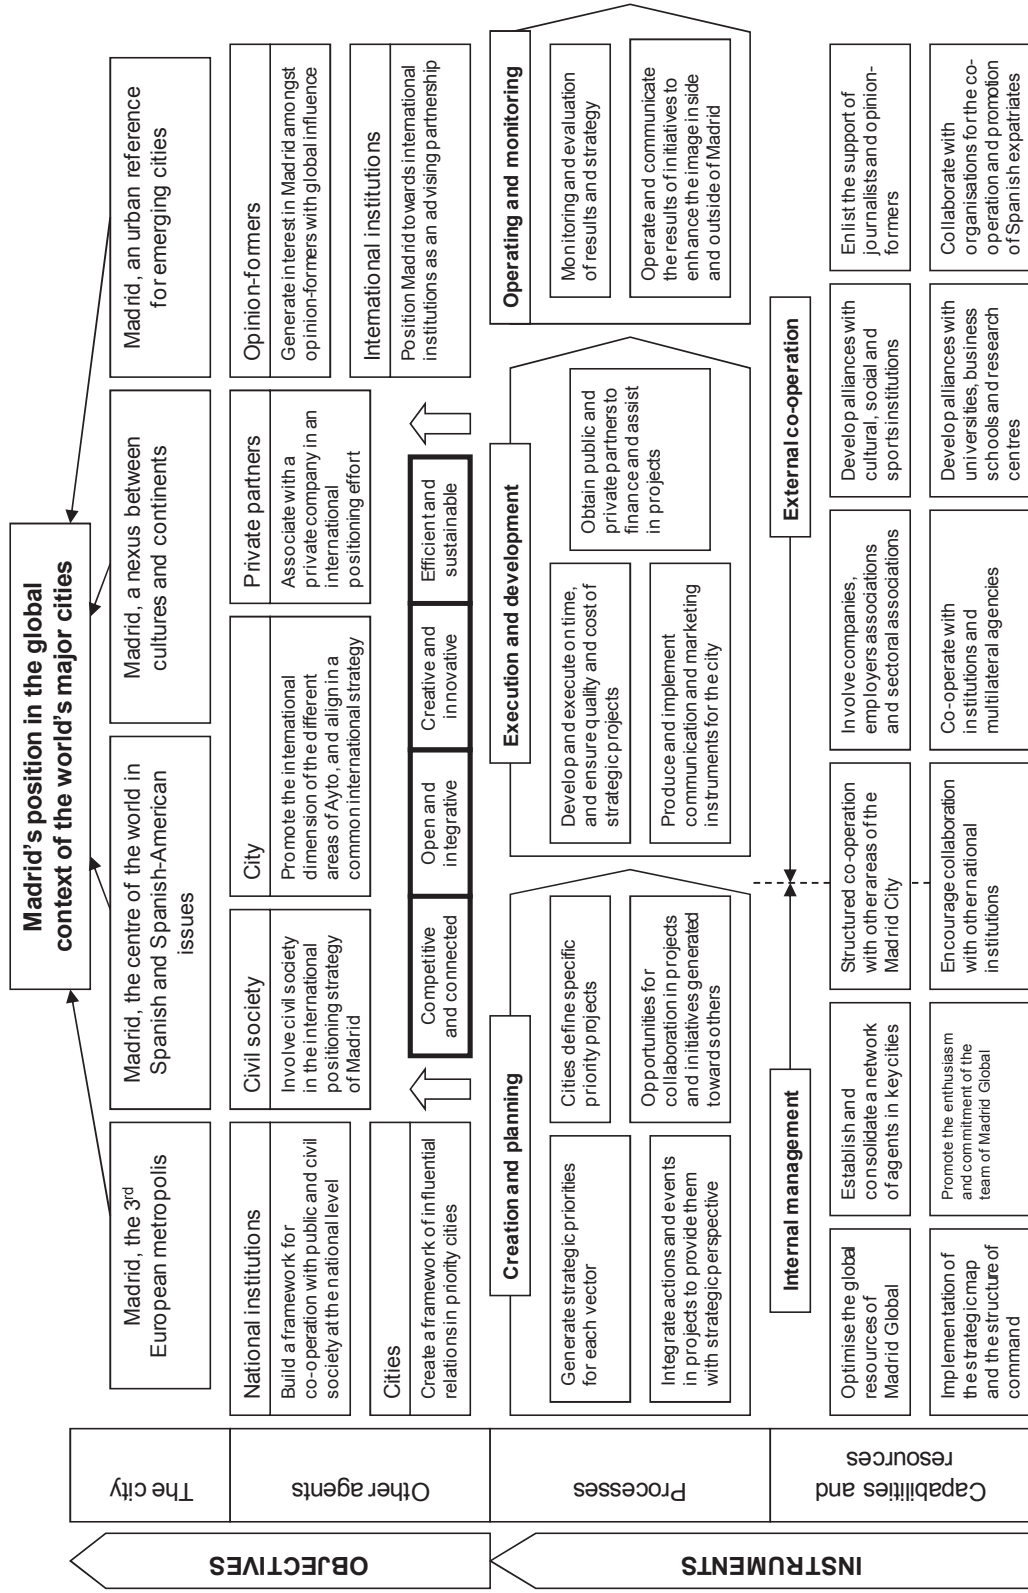 Madrid's position in the global
context of the world's major cities
The city
Madrid, the 3rd
European metropolis
Madrid, the centre of the world in
Spanish and Spanish-American
issues
Madrid, a nexus between
cultures and continents
Madrid, an urban reference
for emerging cities
OBJECTIVES
Other agents
National institutions
Build a framework for
co-operation with public and civil
society at the national level
Cities
Create a framework of influential
relations in priority cities
Civil society
Involve civil society
in the international
positioning strategy
of Madrid
City
Promote the international
dimension of the different
areas of Ayto, and align in a
common international strategy
Private partners
Associate with a
private company in an
international
positioning effort
Opinion-formers
Generate interest in Madrid amongst
opinion-formers with global influence
International institutions
Position Madrid towards international
institutions as an advising partnership
Competitive
and connected
Open and
integrative
Creative and
innovative
Efficient and
sustainable
INSTRUMENTS
Processes
Creation and planning
Generate strategic priorities
for each vector
Cities define specific
priority projects
Integrate actions and events
in projects to provide them
with strategic perspective
Opportunities for
collaboration in projects
and initiatives generated
towards others
Execution and development
Develop and execute on time,
and ensure quality and cost of
strategic projects
Produce and implement
communication and marketing
instruments for the city
Obtain public and
private partners to
finance and assist
in projects
Operating and monitoring
Monitoring and evaluation
of results and strategy
Operate and communicate
the results of initiatives to
enhance the image inside
and outside of Madrid
Capabilities and
resources
Internal management
External co-operation
Optimise the global
resources of
Madrid Global
Establish and
consolidate a network
of agents in key cities
Structured co-operation
with other areas of the
Madrid City
Involve companies,
employers associations
and sectoral associations
Develop alliances with
cultural, social and
sports institutions
Enlist the support of
journalists and opinion-
formers
Implementation of
the strategic map
and the structure of
command
Promote the enthusiasm
and commitment of the
team of Madrid Global
Encourage collaboration
with other national
institutions
Co-operate with
institutions and
multilateral agencies
Develop alliances with
universities, business
schools and research
centres
Collaborate with
organisations for the co-
operation and promotion
of Spanish expatriates